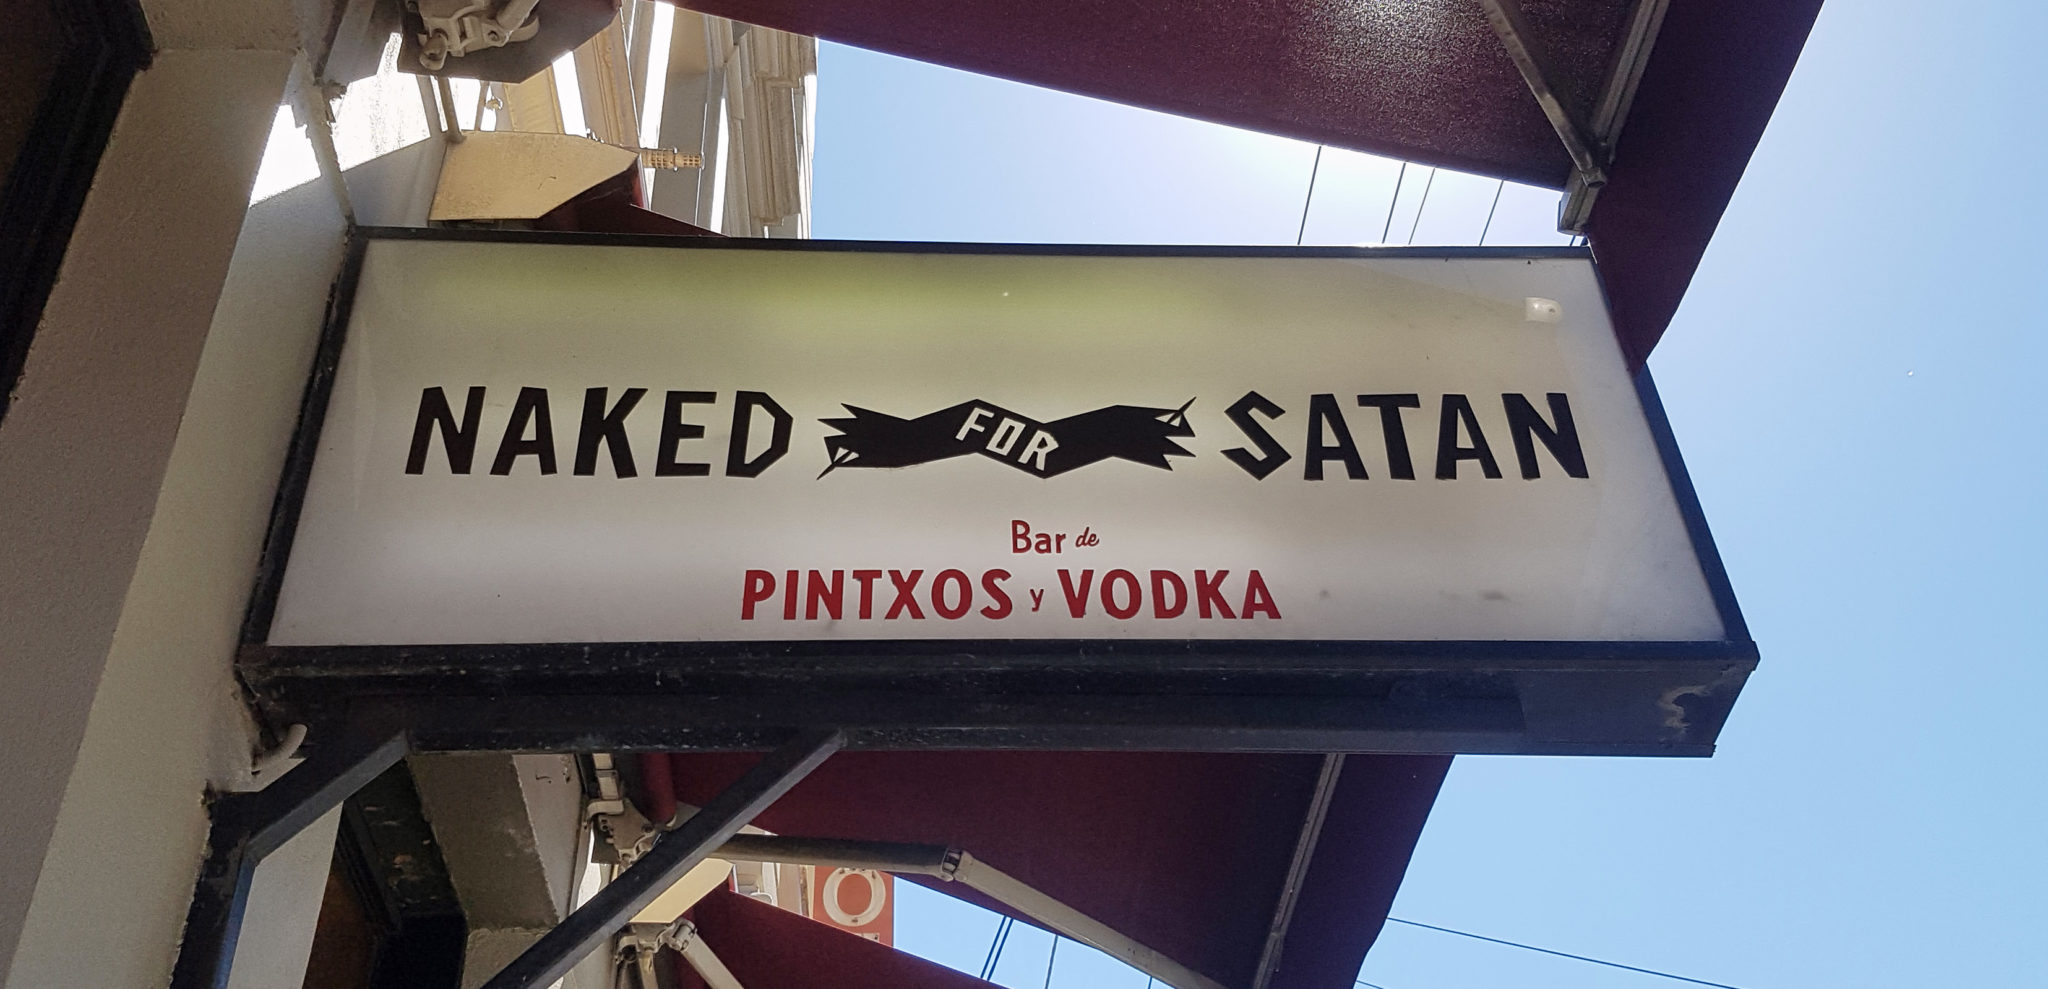 NAKED FOR SATAN
Bar de
PINTXOS y VODKA